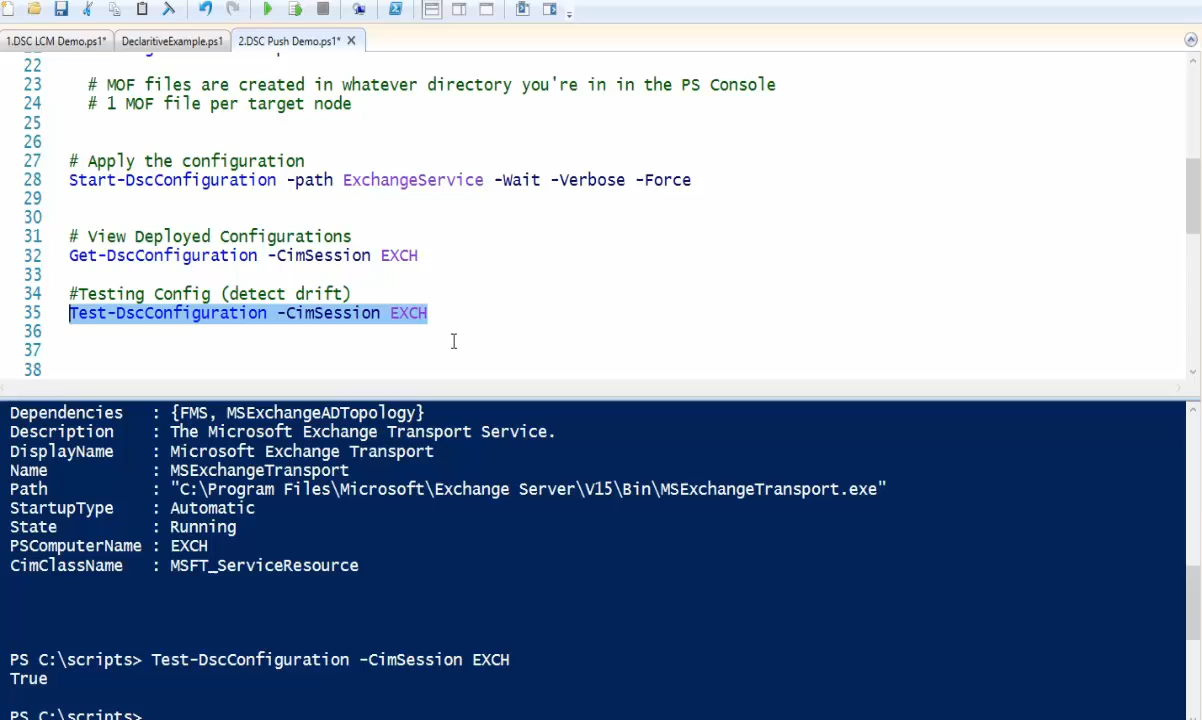 1.DSC LCM Demo.ps1* DeclaritiveExample.ps1 2.DSC Push Demo.ps1* X
22
23 # MOF files are created in whatever directory you're in in the PS Console
24 # 1 MOF file per target node
25
26
27 # Apply the configuration
28 Start-DscConfiguration -path ExchangeService -Wait -Verbose -Force
29
30
31 # View Deployed Configurations
32 Get-DscConfiguration -CimSession EXCH
33
34 #Testing Config (detect drift)
35 Test-DscConfiguration -CimSession EXCH
36
37
38
Dependencies : {FMS, MSExchangeADTopology}
Description : The Microsoft Exchange Transport Service.
DisplayName : Microsoft Exchange Transport
Name : MSExchangeTransport
Path : "C:\Program Files\Microsoft\Exchange Server\V15\Bin\MSExchangeTransport.exe"
StartupType : Automatic
State : Running
PSComputerName : EXCH
CimClassName : MSFT_ServiceResource
PS C:\scripts> Test-DscConfiguration -CimSession EXCH
True
PS C:\scripts>